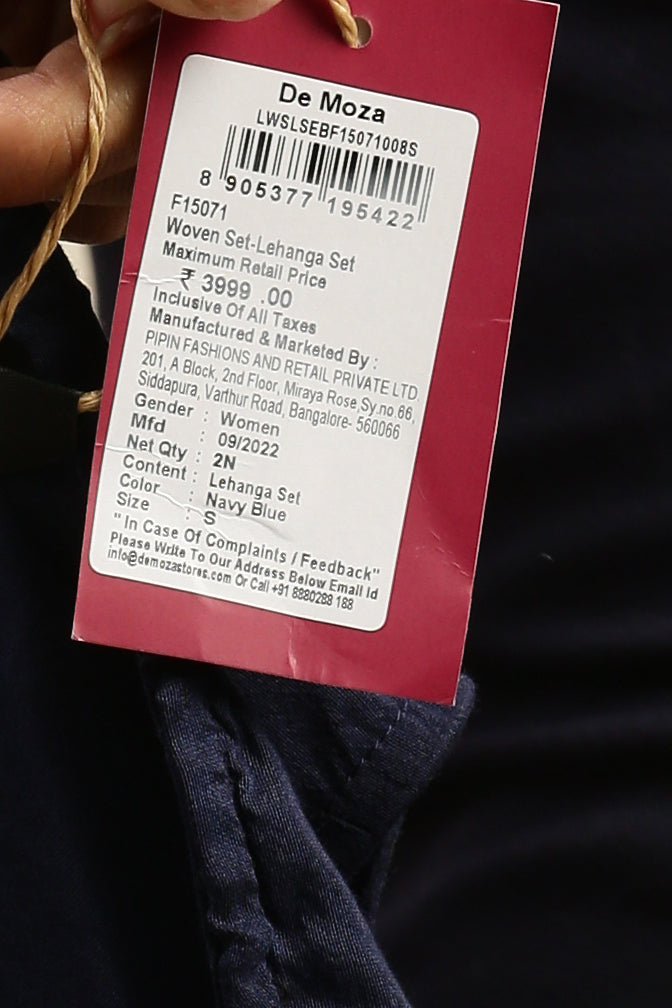 De Moza
LWSLSEBF15071008S
8 905377 195422
F15071
Woven Set-Lehanga Set
Maximum Retail Price
₹ 3999 .00
Inclusive Of All Taxes
Manufactured & Marketed By :
PIPIN FASHIONS AND RETAIL PRIVATE LTD
201, A Block, 2nd Floor, Miraya Rose,Sy.no.66,
Siddapura, Varthur Road, Bangalore- 560066
Gender : Women
Mfd : 09/2022
Net Qty : 2N
Content : Lehanga Set
Color : Navy Blue
Size : S
" In Case Of Complaints / Feedback"
Please Write To Our Address Below Email Id
info@demozastores.com Or Call +91 8880288 188